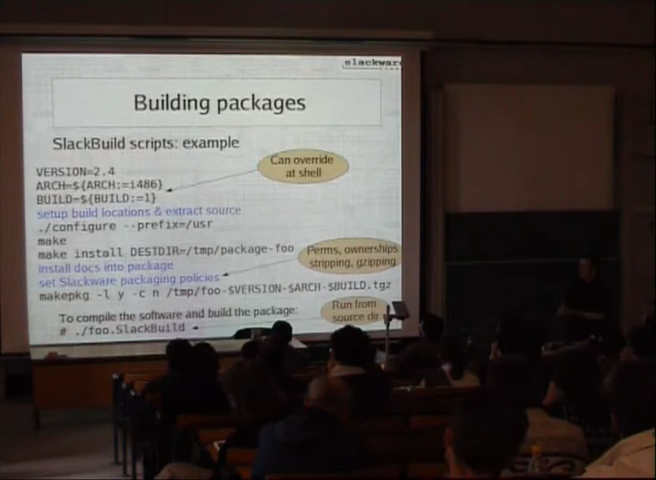 slackware
Building packages
SlackBuild scripts: example
Can override
at shell
VERSION=2.4
ARCH=${ARCH:=i486}
BUILD=${BUILD:=1}
setup build locations & extract source
./configure --prefix=/usr
make
make install DESTDIR=/tmp/package-foo
Perms, ownerships
stripping, gzipping
install docs into package
set Slackware packaging policies
makepkg -l y -c n /tmp/foo-$VERSION-$ARCH-$BUILD.tgz
Run from
source dir
To compile the software and build the package:
# ./foo.SlackBuild